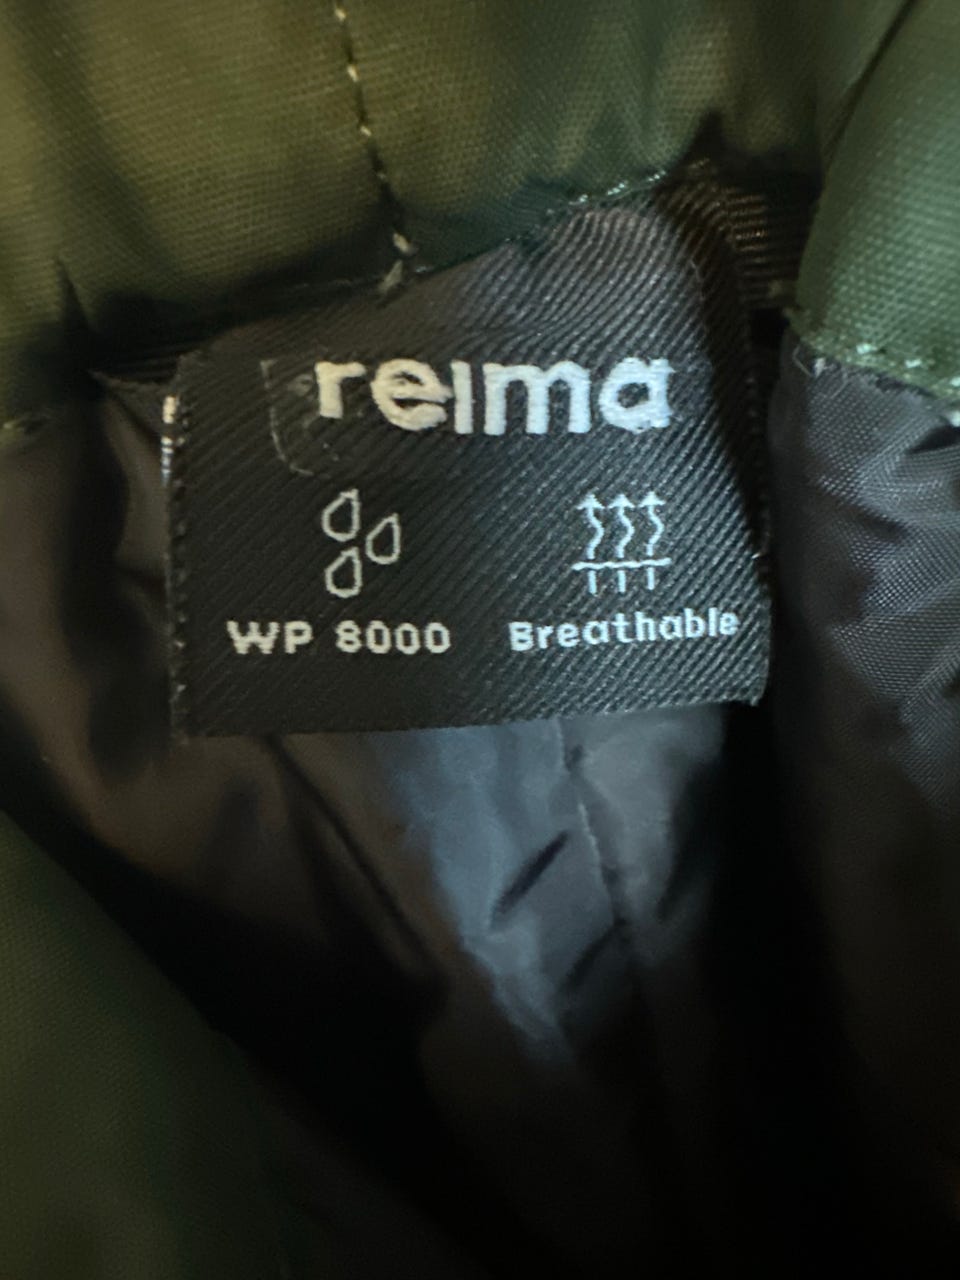 reima
WP 8000
Breathable